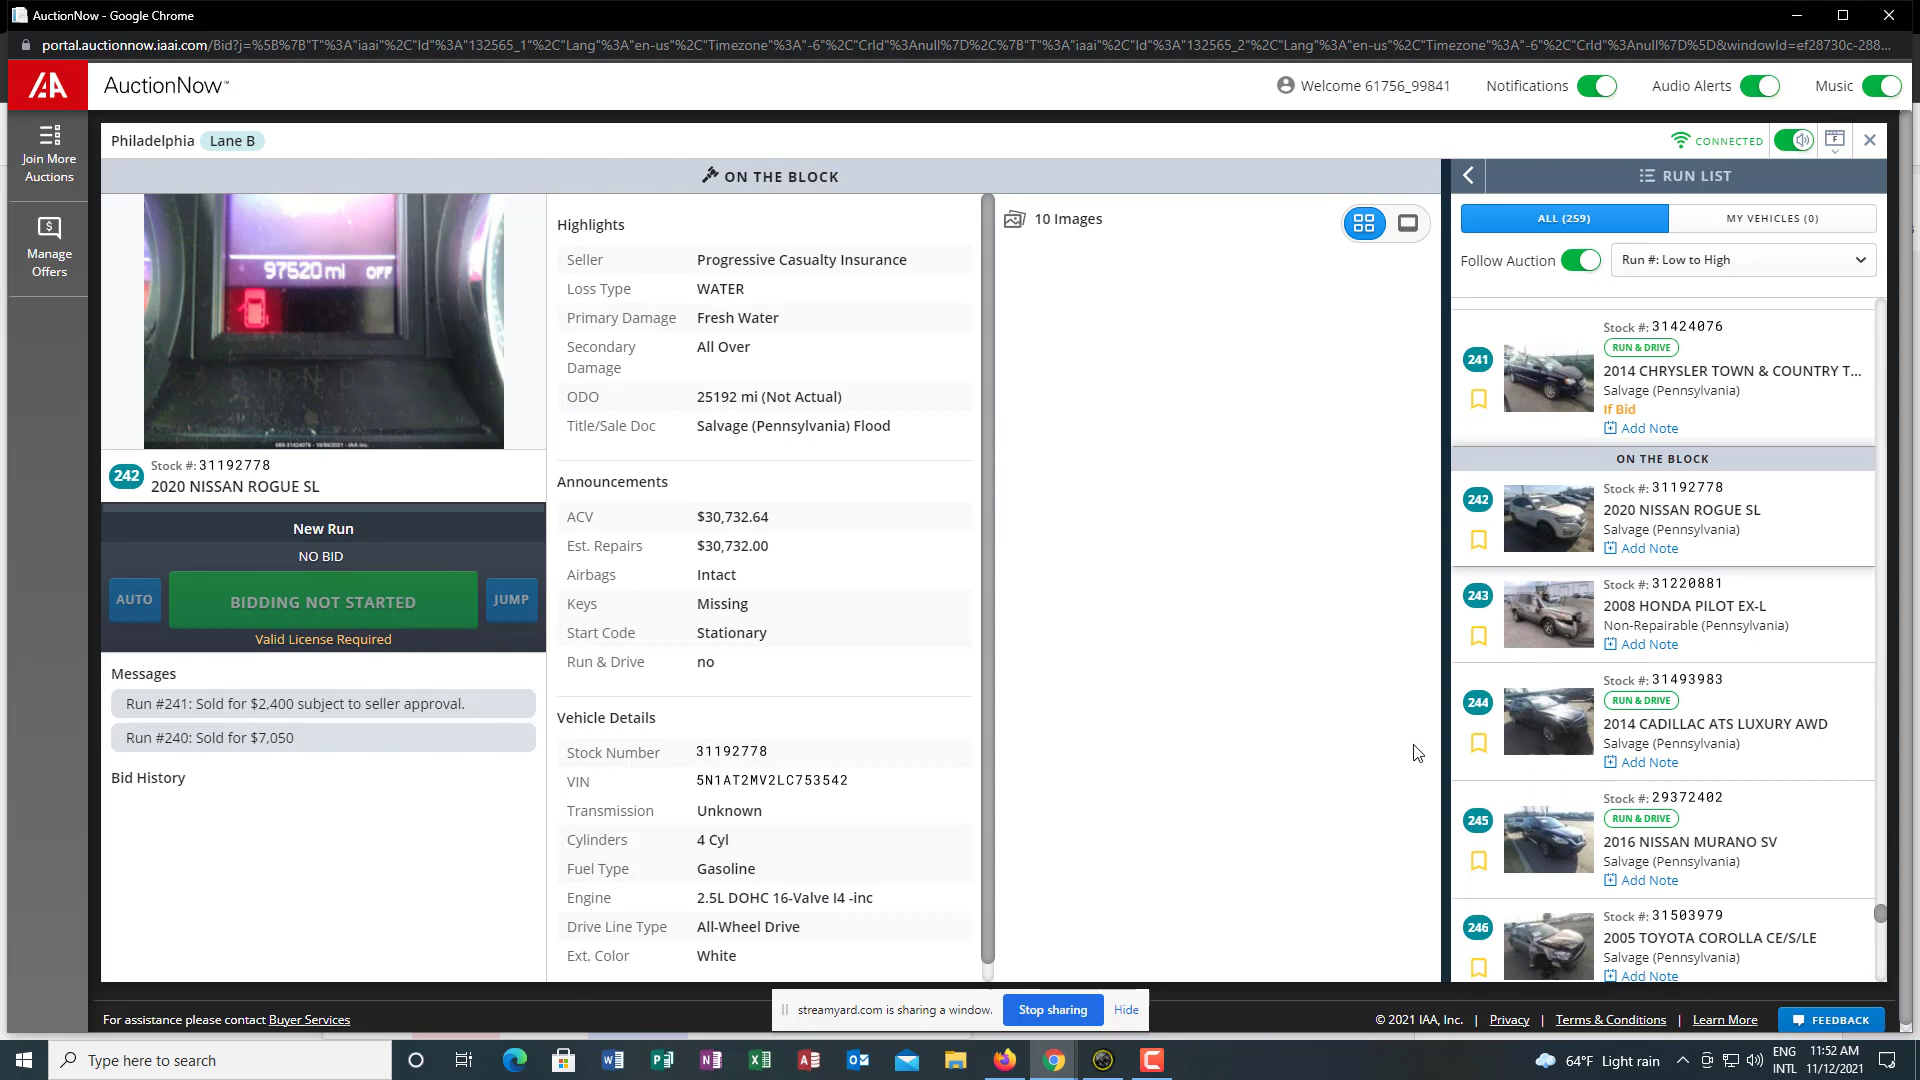 AuctionNow - Google Chrome
portal.auctionnow.iaai.com/Bid?j=%5B%7B"T"%3A"iaai"%2C"Id"%3A"132565_1"%2C"Lang"%3A"en-us"%2C"Timezone"%3A"-6"%2C"CrId"%3Anull%7D%2C%7B"T"%3A"iaai"%2C"Id"%3A"132565_2"%2C"Lang"%3A"en-us"%2C"Timezone"%3A"-6"%2C"CrId"%3Anull%7D%5D&windowId=ef28730c-288...
IAA
AuctionNow™
Welcome 61756_99841
Notifications
Audio Alerts
Music
Join More
Auctions
Manage
Offers
Philadelphia Lane B
CONNECTED
ON THE BLOCK
97520 mi OFF
P R N D
242
Stock #: 31192778
2020 NISSAN ROGUE SL
New Run
NO BID
AUTO
BIDDING NOT STARTED
JUMP
Valid License Required
Messages
Run #241: Sold for $2,400 subject to seller approval.
Run #240: Sold for $7,050
Bid History
Highlights
Seller Progressive Casualty Insurance
Loss Type WATER
Primary Damage Fresh Water
Secondary Damage All Over
ODO 25192 mi (Not Actual)
Title/Sale Doc Salvage (Pennsylvania) Flood
Announcements
ACV $30,732.64
Est. Repairs $30,732.00
Airbags Intact
Keys Missing
Start Code Stationary
Run & Drive no
Vehicle Details
Stock Number 31192778
VIN 5N1AT2MV2LC753542
Transmission Unknown
Cylinders 4 Cyl
Fuel Type Gasoline
Engine 2.5L DOHC 16-Valve I4 -inc
Drive Line Type All-Wheel Drive
Ext. Color White
10 Images
RUN LIST
ALL (259)
MY VEHICLES (0)
Follow Auction
Run #: Low to High
241
Stock #: 31424076
RUN & DRIVE
2014 CHRYSLER TOWN & COUNTRY T...
Salvage (Pennsylvania)
If Bid
Add Note
ON THE BLOCK
242
Stock #: 31192778
2020 NISSAN ROGUE SL
Salvage (Pennsylvania)
Add Note
243
Stock #: 31220881
2008 HONDA PILOT EX-L
Non-Repairable (Pennsylvania)
Add Note
244
Stock #: 31493983
RUN & DRIVE
2014 CADILLAC ATS LUXURY AWD
Salvage (Pennsylvania)
Add Note
245
Stock #: 29372402
RUN & DRIVE
2016 NISSAN MURANO SV
Salvage (Pennsylvania)
Add Note
246
Stock #: 31503979
2005 TOYOTA COROLLA CE/S/LE
Salvage (Pennsylvania)
Add Note
For assistance please contact Buyer Services
streamyard.com is sharing a window.
Stop sharing
Hide
© 2021 IAA, Inc. | Privacy | Terms & Conditions | Learn More
FEEDBACK
Type here to search
64°F Light rain
ENG
INTL
11:52 AM
11/12/2021